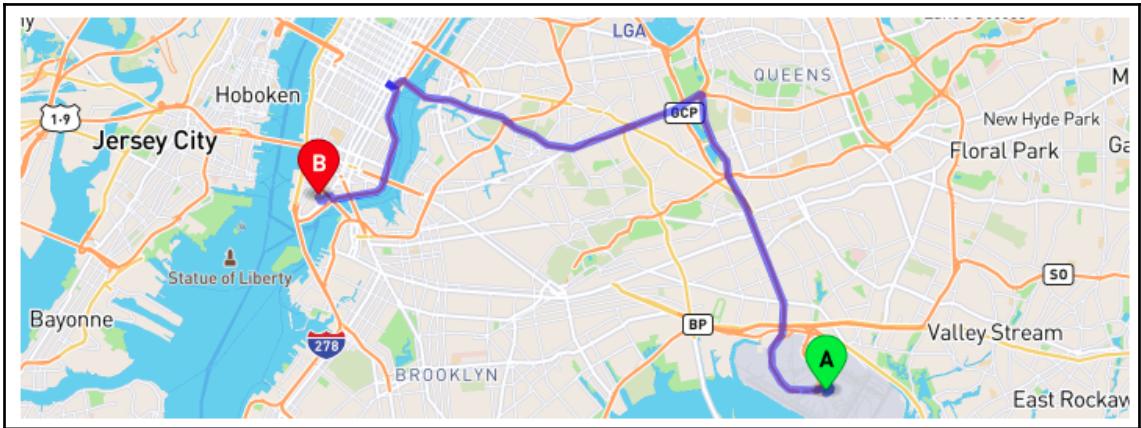 LGA
QUEENS
Hoboken
1·9
GCP
New Hyde Park
Jersey City
Floral Park
B
Statue of Liberty
SO
Bayonne
BP
Valley Stream
278
A
BROOKLYN
East Rockaw